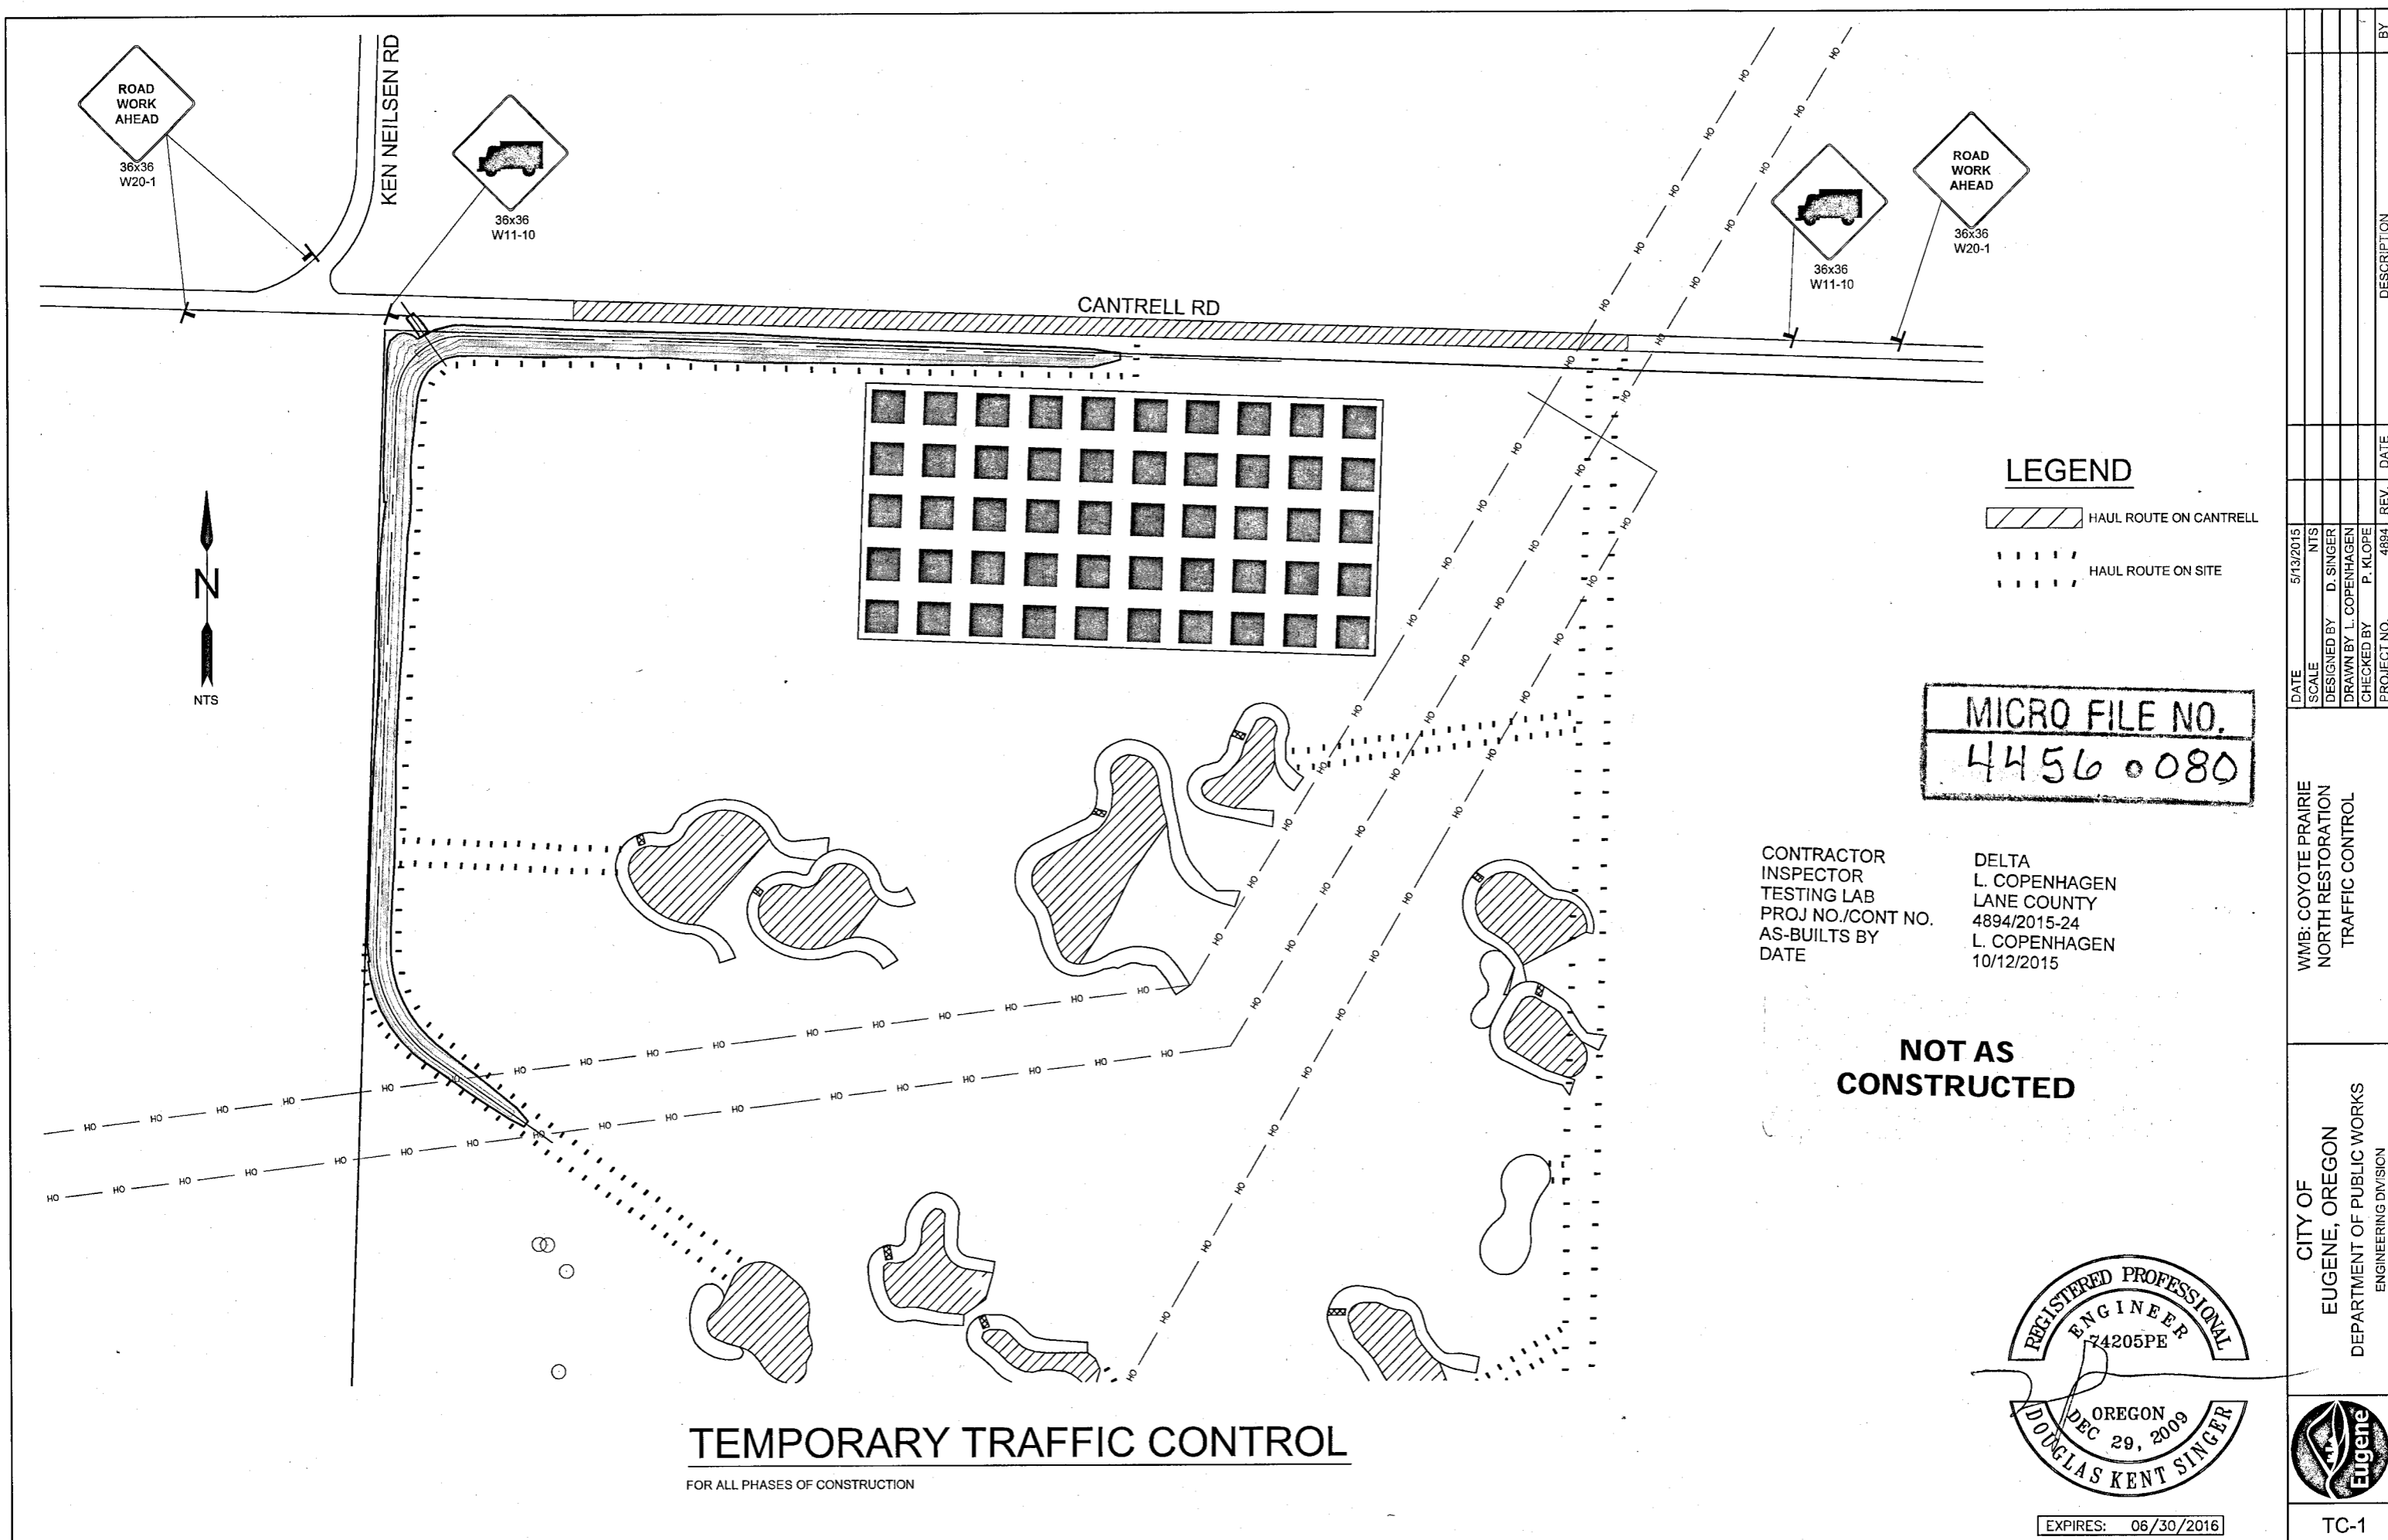 ROAD
WORK
AHEAD
36x36
W20-1
KEN NEILSEN RD
36x36
W11-10
CANTRELL RD
36x36
W11-10
ROAD
WORK
AHEAD
36x36
W20-1
N
NTS
LEGEND
HAUL ROUTE ON CANTRELL
HAUL ROUTE ON SITE
MICRO FILE NO.
4456.080
CONTRACTOR DELTA
INSPECTOR L. COPENHAGEN
TESTING LAB LANE COUNTY
PROJ NO./CONT NO. 4894/2015-24
AS-BUILTS BY L. COPENHAGEN
DATE 10/12/2015
NOT AS
CONSTRUCTED
TEMPORARY TRAFFIC CONTROL
FOR ALL PHASES OF CONSTRUCTION
REGISTERED PROFESSIONAL
ENGINEER
74205PE
OREGON
DEC 29, 2009
DOUGLAS KENT SINGER
EXPIRES: 06/30/2016
REV. DATE DESCRIPTION BY
DATE 5/13/2015
SCALE NTS
DESIGNED BY D. SINGER
DRAWN BY L. COPENHAGEN
CHECKED BY P. KLOPE
PROJECT NO. 4894
WMB: COYOTE PRAIRIE
NORTH RESTORATION
TRAFFIC CONTROL
CITY OF
EUGENE, OREGON
DEPARTMENT OF PUBLIC WORKS
ENGINEERING DIVISION
Eugene
TC-1